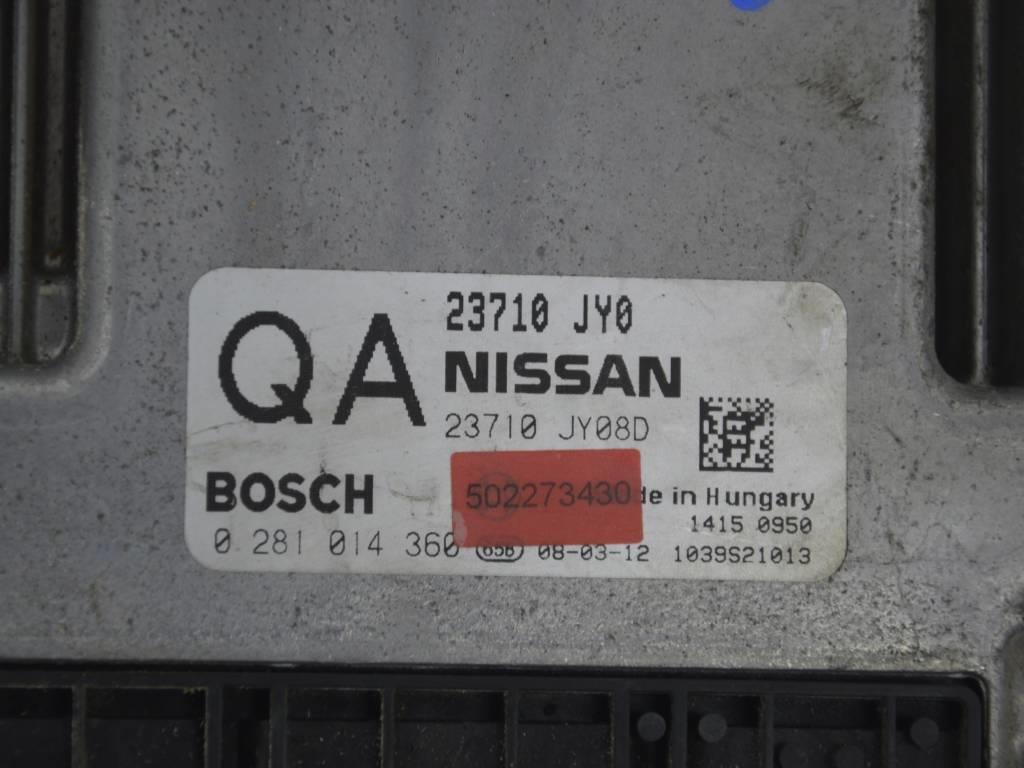 QA
23710 JY0
NISSAN
23710 JY08D
BOSCH
502273430
de in Hungary
1415 0950
0 281 014 360 65B 08-03-12 1039S21013